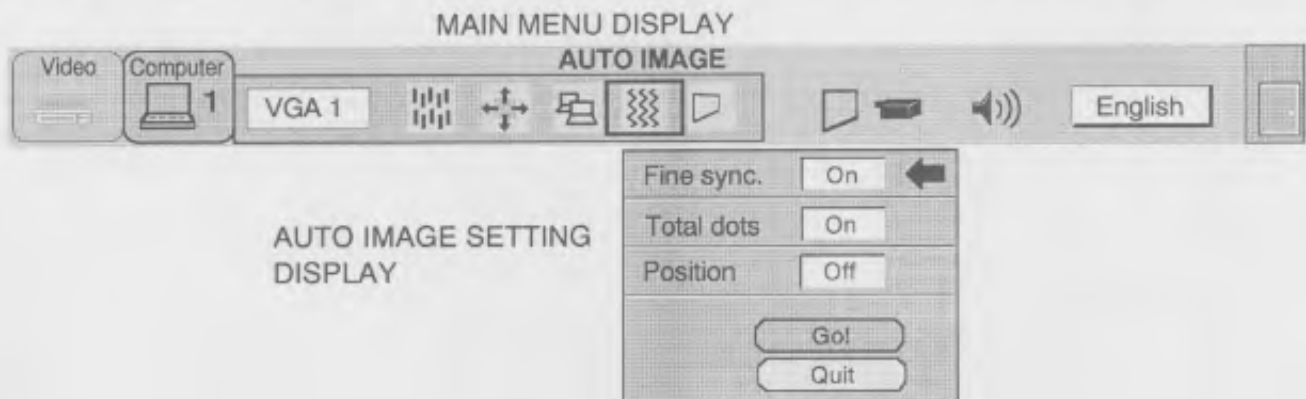 MAIN MENU DISPLAY
AUTO IMAGE
Video
Computer
1
VGA 1
English
Fine sync. On
Total dots On
Position Off
AUTO IMAGE SETTING
DISPLAY
Go!
Quit